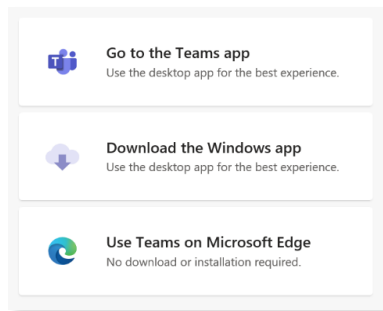 Go to the Teams app
Use the desktop app for the best experience.
Download the Windows app
Use the desktop app for the best experience.
Use Teams on Microsoft Edge
No download or installation required.